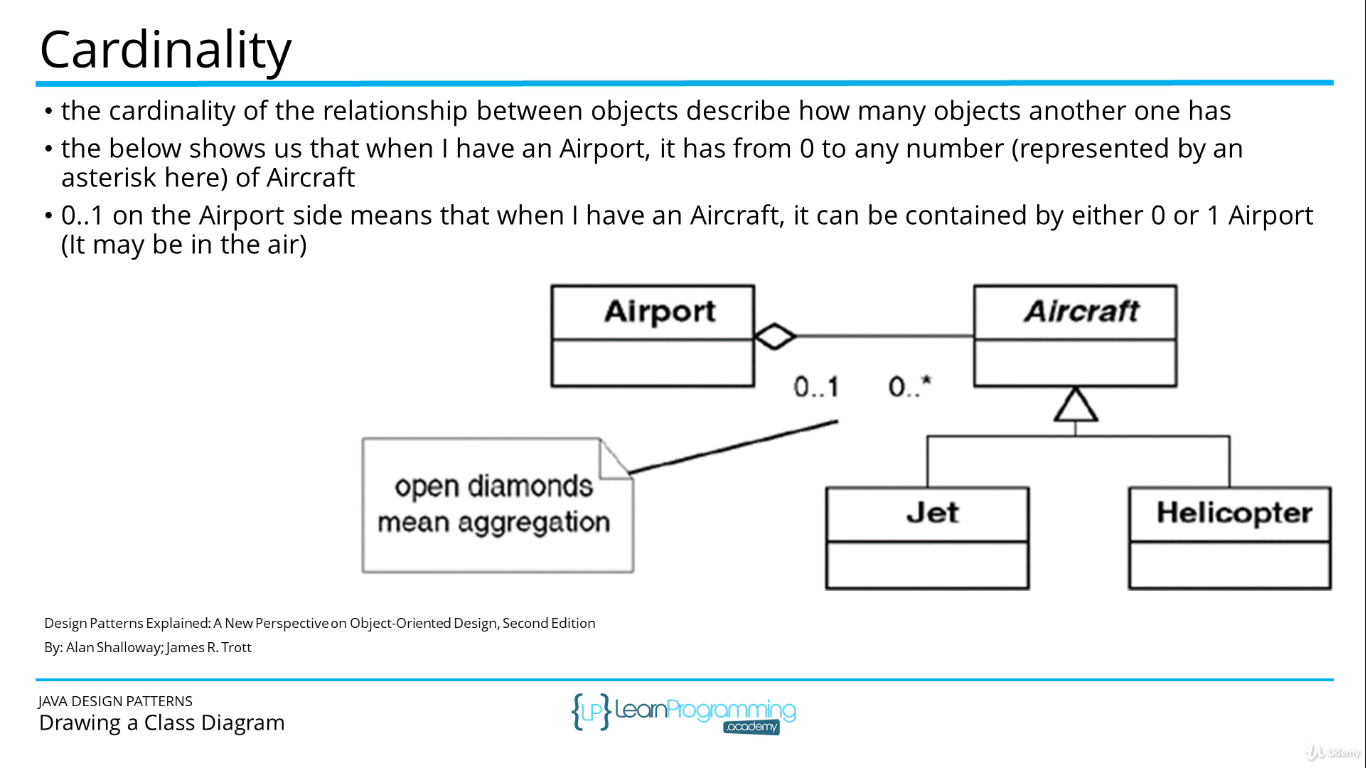 Cardinality
• the cardinality of the relationship between objects describe how many objects another one has
• the below shows us that when I have an Airport, it has from 0 to any number (represented by an
asterisk here) of Aircraft
• 0..1 on the Airport side means that when I have an Aircraft, it can be contained by either 0 or 1 Airport
(It may be in the air)
Airport
Aircraft
0..1
0..*
open diamonds
mean aggregation
Jet
Helicopter
Design Patterns Explained: A New Perspective on Object-Oriented Design, Second Edition
By: Alan Shalloway; James R. Trott
JAVA DESIGN PATTERNS
Drawing a Class Diagram
{LP} LearnProgramming
.academy
Udemy